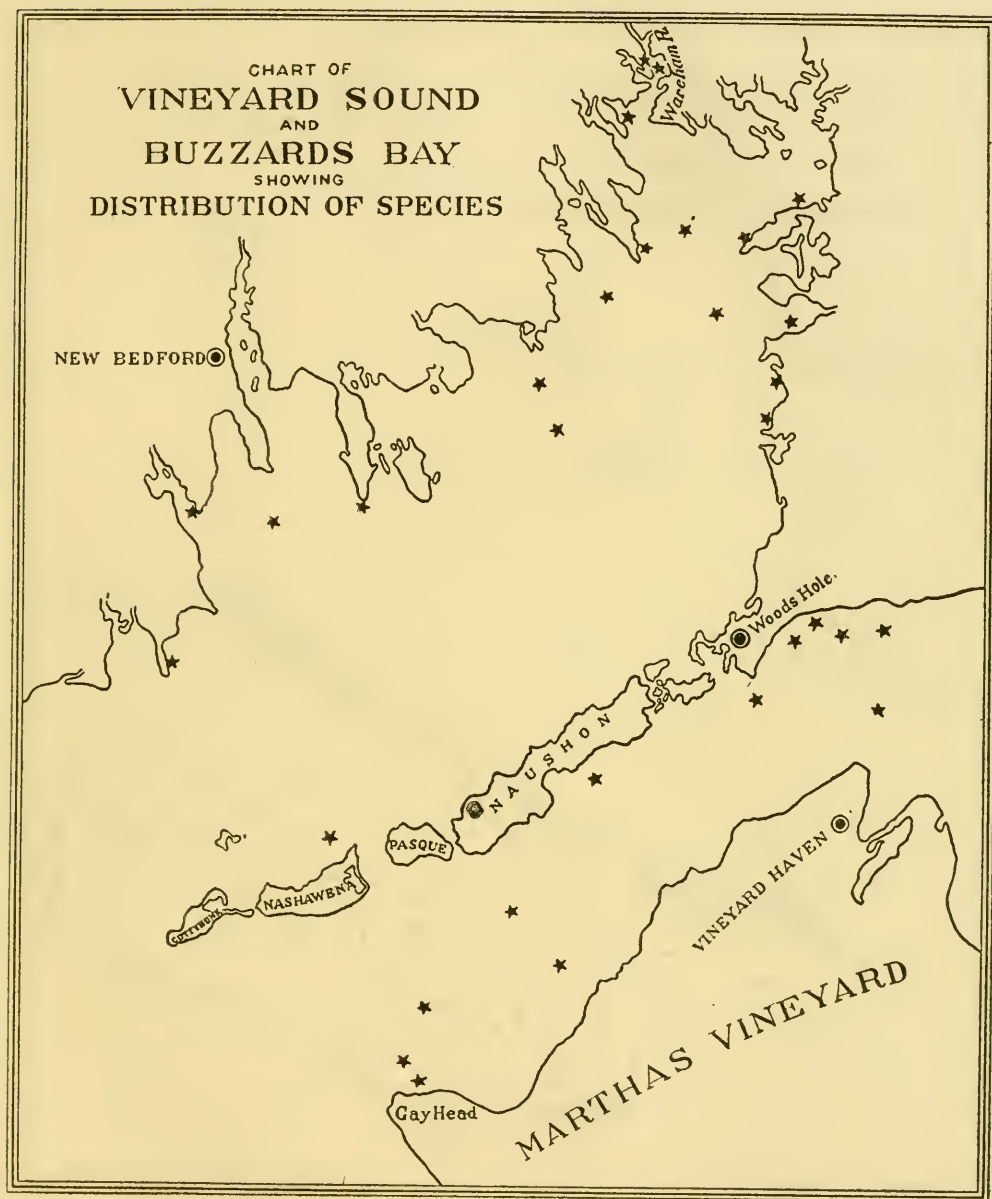 CHART OF
VINEYARD SOUND
AND
BUZZARDS BAY
SHOWING
DISTRIBUTION OF SPECIES
Wareham R.
NEW BEDFORD
Woods Hole.
NAUSHON
PASQUE
NASHAWENA
CUTTYHUNK
VINEYARD HAVEN
MARTHAS VINEYARD
Gay Head